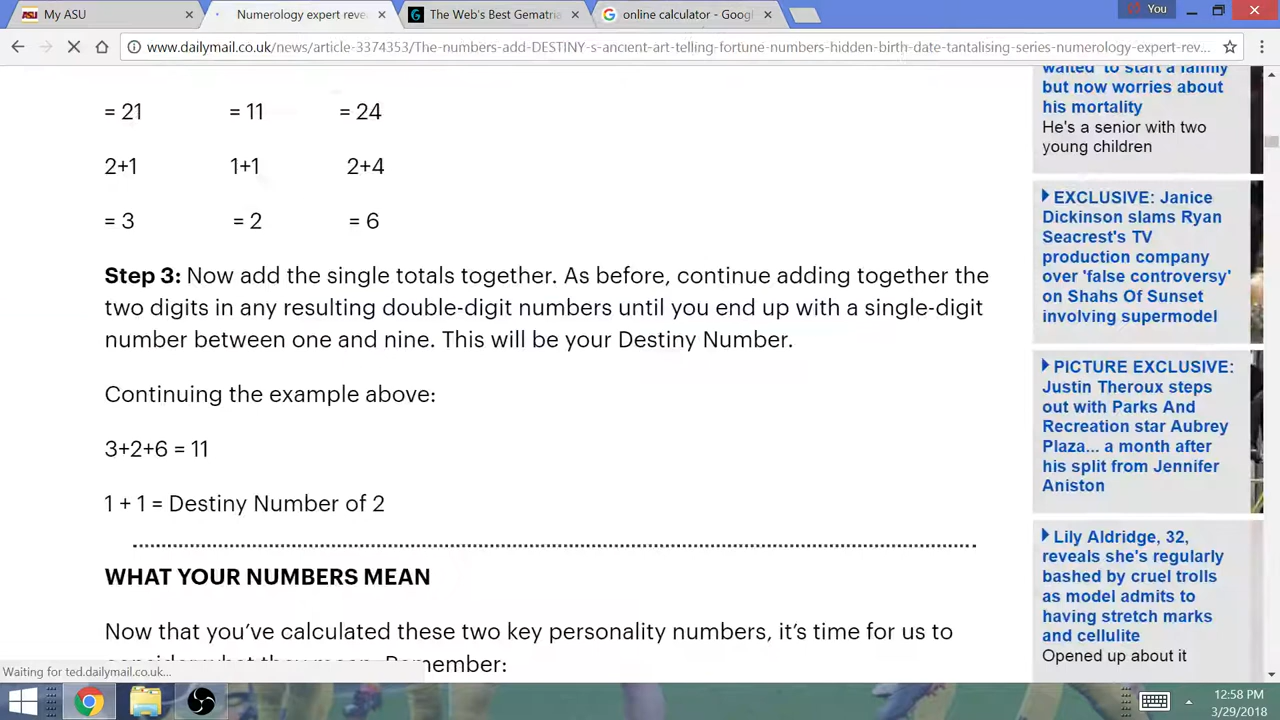 My ASU
Numerology expert reve
The Web's Best Gematria
online calculator - Googl
You
www.dailymail.co.uk/news/article-3374353/The-numbers-add-DESTINY-s-ancient-art-telling-fortune-numbers-hidden-birth-date-tantalising-series-numerology-expert-rev...
= 21 = 11 = 24
2+1 1+1 2+4
= 3 = 2 = 6
Step 3: Now add the single totals together. As before, continue adding together the
two digits in any resulting double-digit numbers until you end up with a single-digit
number between one and nine. This will be your Destiny Number.
Continuing the example above:
3+2+6 = 11
1 + 1 = Destiny Number of 2
WHAT YOUR NUMBERS MEAN
Now that you've calculated these two key personality numbers, it's time for us to
Remember:
waited to start a family
but now worries about
his mortality
He's a senior with two
young children
EXCLUSIVE: Janice
Dickinson slams Ryan
Seacrest's TV
production company
over 'false controversy'
on Shahs Of Sunset
involving supermodel
PICTURE EXCLUSIVE:
Justin Theroux steps
out with Parks And
Recreation star Aubrey
Plaza... a month after
his split from Jennifer
Aniston
Lily Aldridge, 32,
reveals she's regularly
bashed by cruel trolls
as model admits to
having stretch marks
and cellulite
Opened up about it
Waiting for ted.dailymail.co.uk...
12:58 PM
3/29/2018